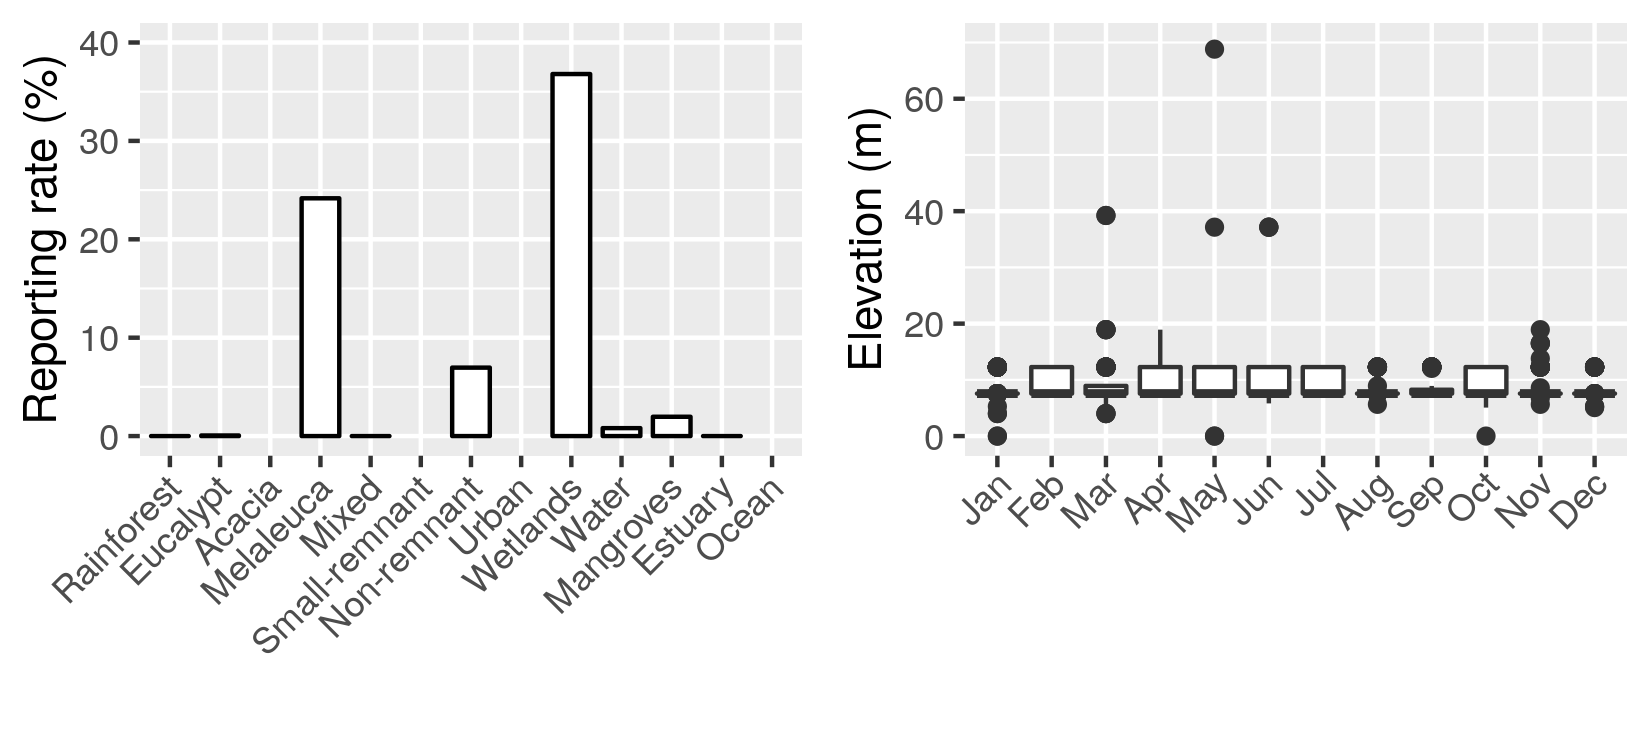 Reporting rate (%)
40
30
20
10
0
Rainforest
Eucalypt
Acacia
Melaleuca
Mixed
Small-remnant
Non-remnant
Urban
Wetlands
Water
Mangroves
Estuary
Ocean
Elevation (m)
60
40
20
0
Jan
Feb
Mar
Apr
May
Jun
Jul
Aug
Sep
Oct
Nov
Dec